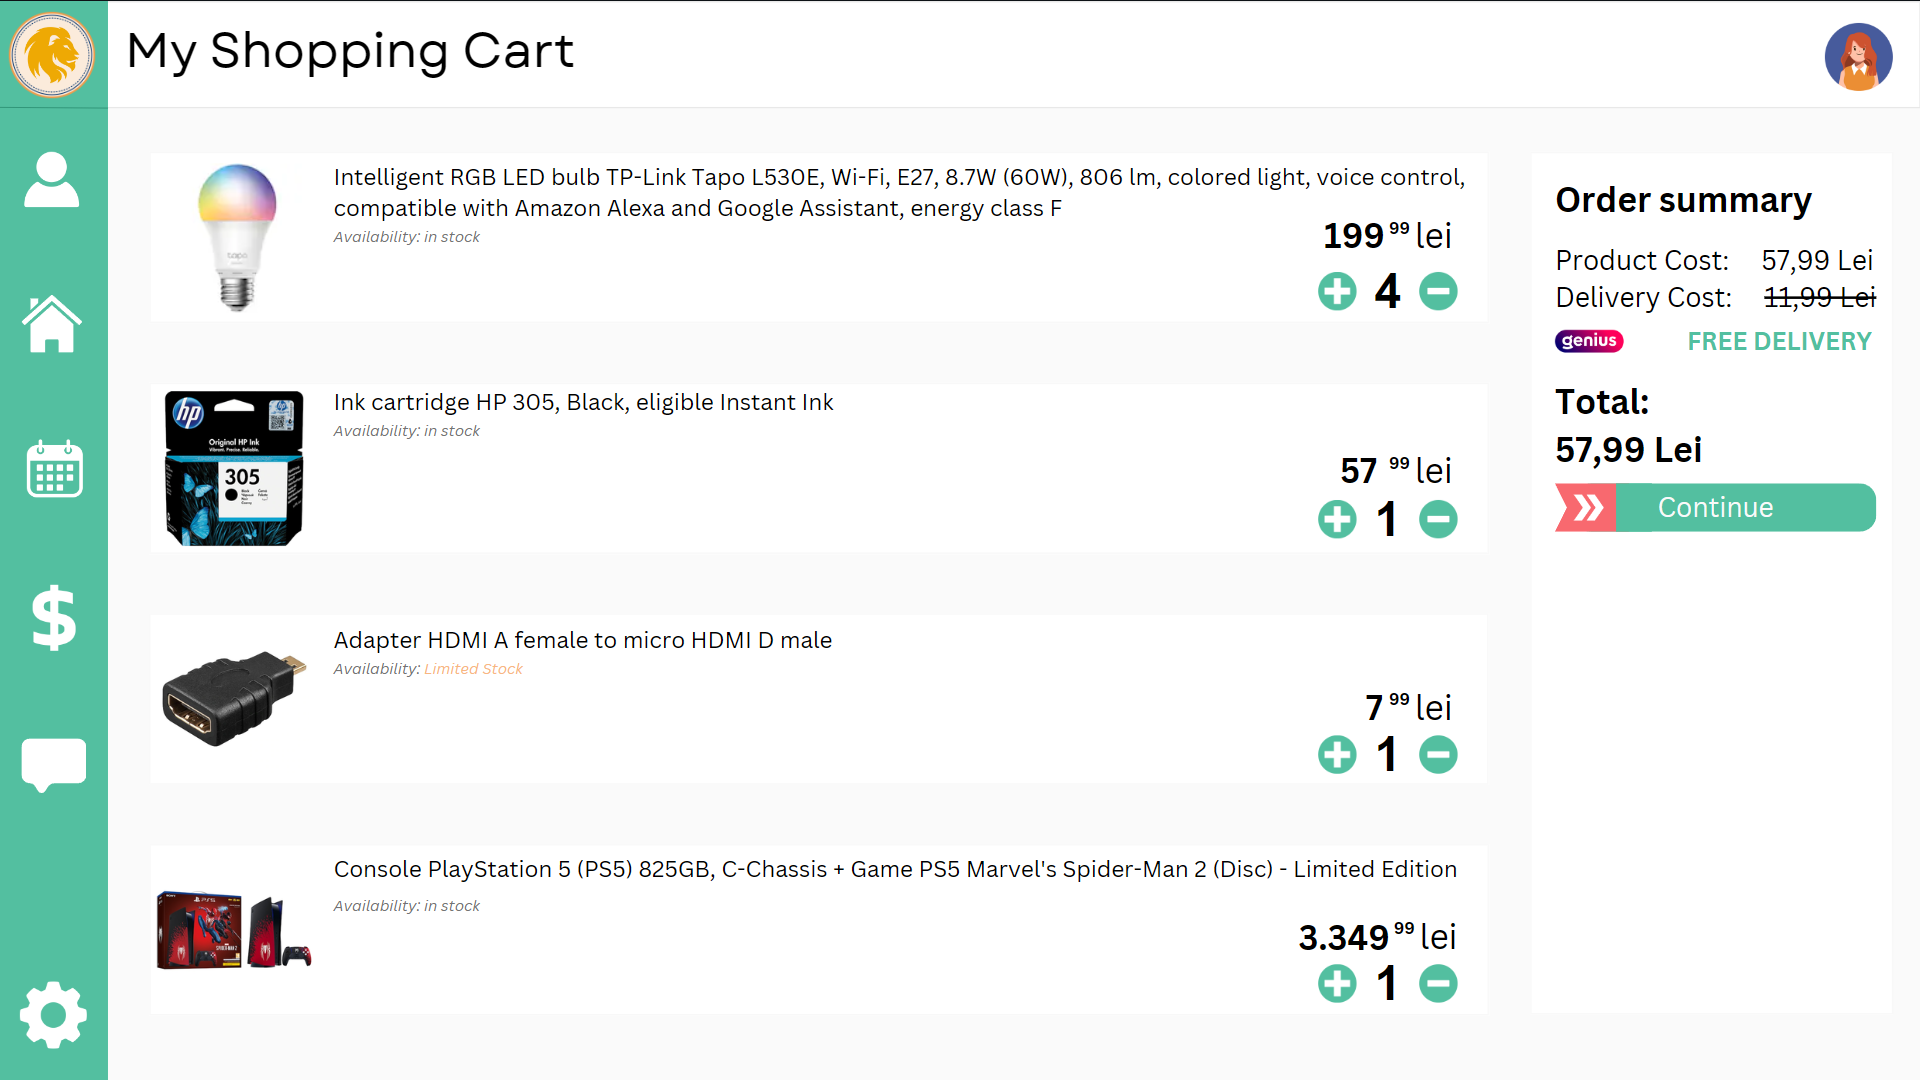 My Shopping Cart
Intelligent RGB LED bulb TP-Link Tapo L530E, Wi-Fi, E27, 8.7W (60W), 806 lm, colored light, voice control,
compatible with Amazon Alexa and Google Assistant, energy class F
Availability: in stock
199 99 lei
4
tapo
hp
Original HP Ink
Vibrant. Precise. Reliable.
305
Ink cartridge HP 305, Black, eligible Instant Ink
Availability: in stock
57 99 lei
1
Adapter HDMI A female to micro HDMI D male
Availability: Limited Stock
7 99 lei
1
Console PlayStation 5 (PS5) 825GB, C-Chassis + Game PS5 Marvel's Spider-Man 2 (Disc) - Limited Edition
Availability: in stock
3.349 99 lei
1
PS5
Order summary
Product Cost: 57,99 Lei
Delivery Cost: 11,99 Lei
genius FREE DELIVERY
Total:
57,99 Lei
Continue